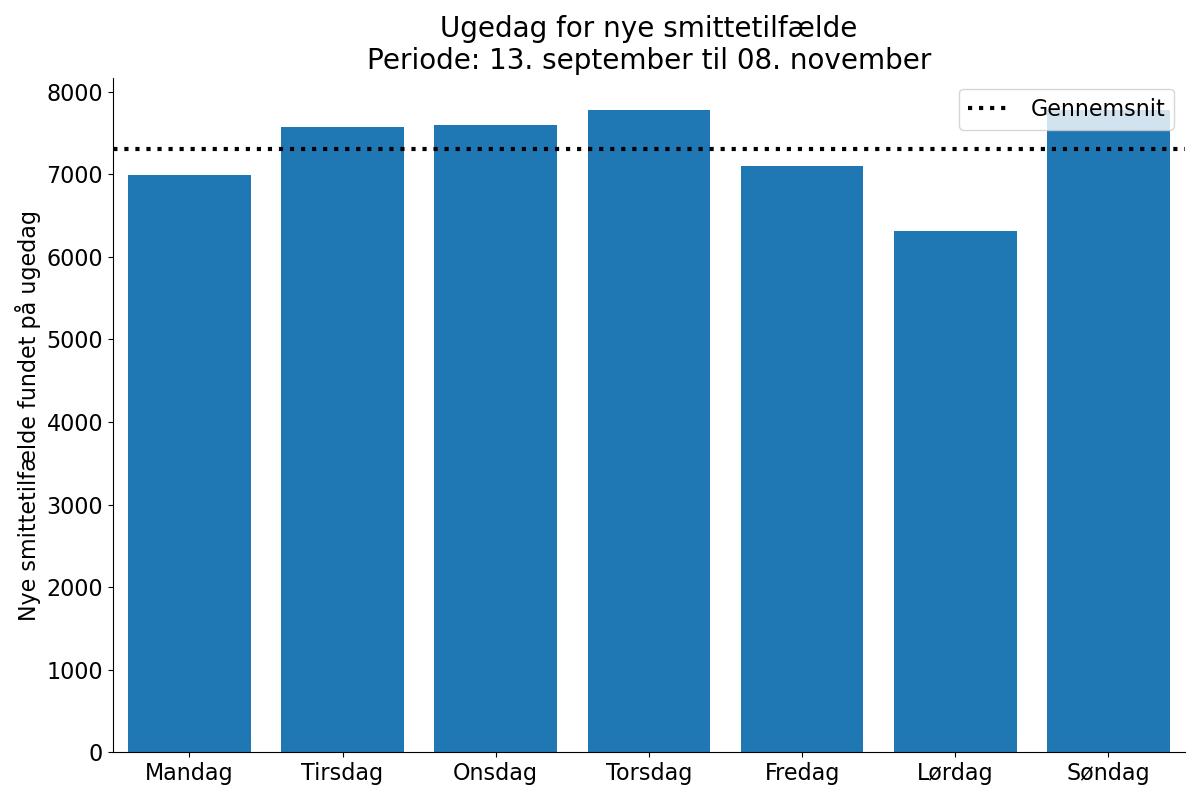 Ugedag for nye smittetilfælde
Periode: 13. september til 08. november
Gennemsnit
Nye smittetilfælde fundet på ugedag
8000
7000
6000
5000
4000
3000
2000
1000
0
Mandag Tirsdag Onsdag Torsdag Fredag Lørdag Søndag